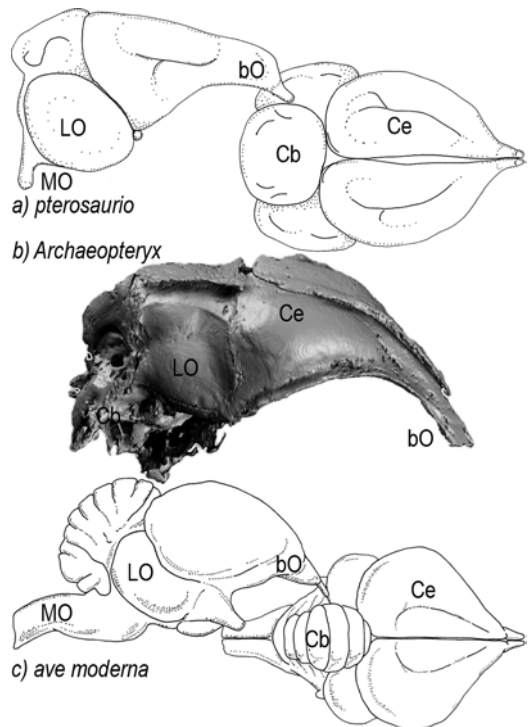 bO
LO
Ce
Cb
MO
a) pterosaurio
b) Archaeopteryx
Ce
LO
Cb
bO
LO
bO
Ce
MO
Cb
c) ave moderna